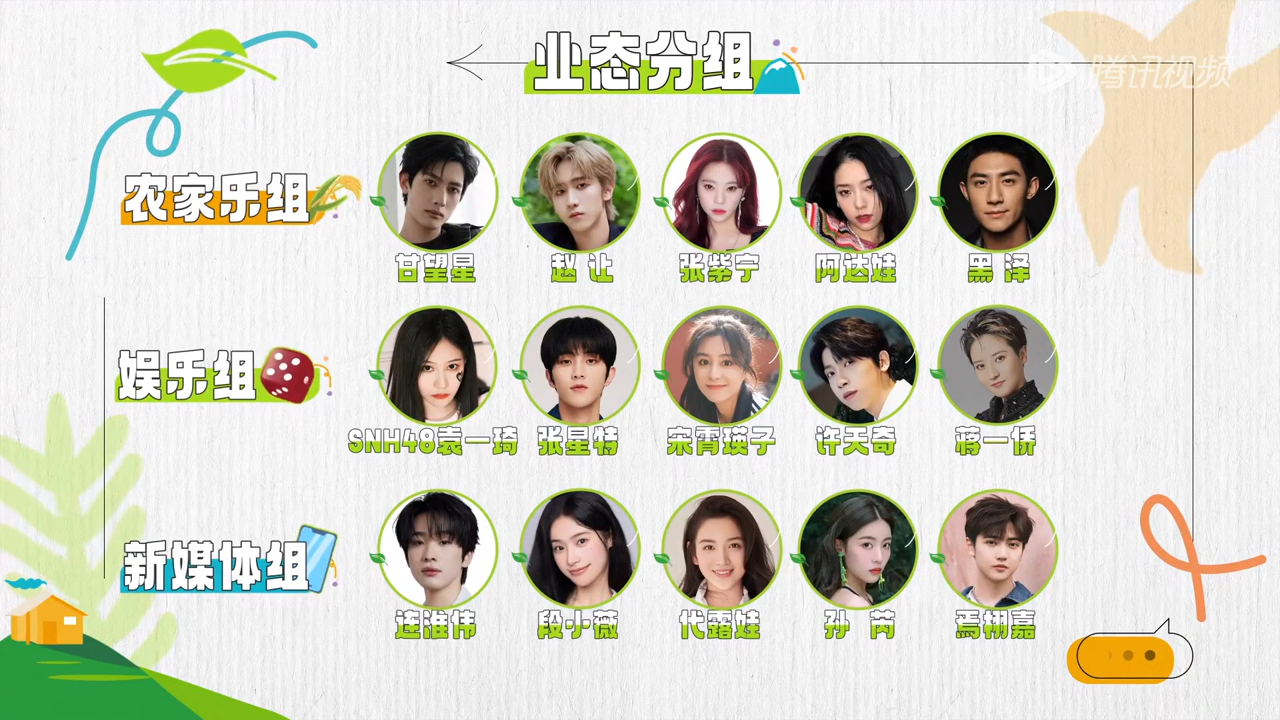 业态分组
腾讯视频
农家乐组
甘望星 赵让 张紫宁 阿达娃 黑泽
娱乐组
SNH48袁一琦 张星特 宋霄瑛子 许天奇 蒋一侨
新媒体组
连淮伟 段小薇 代露娃 孙芮 焉栩嘉